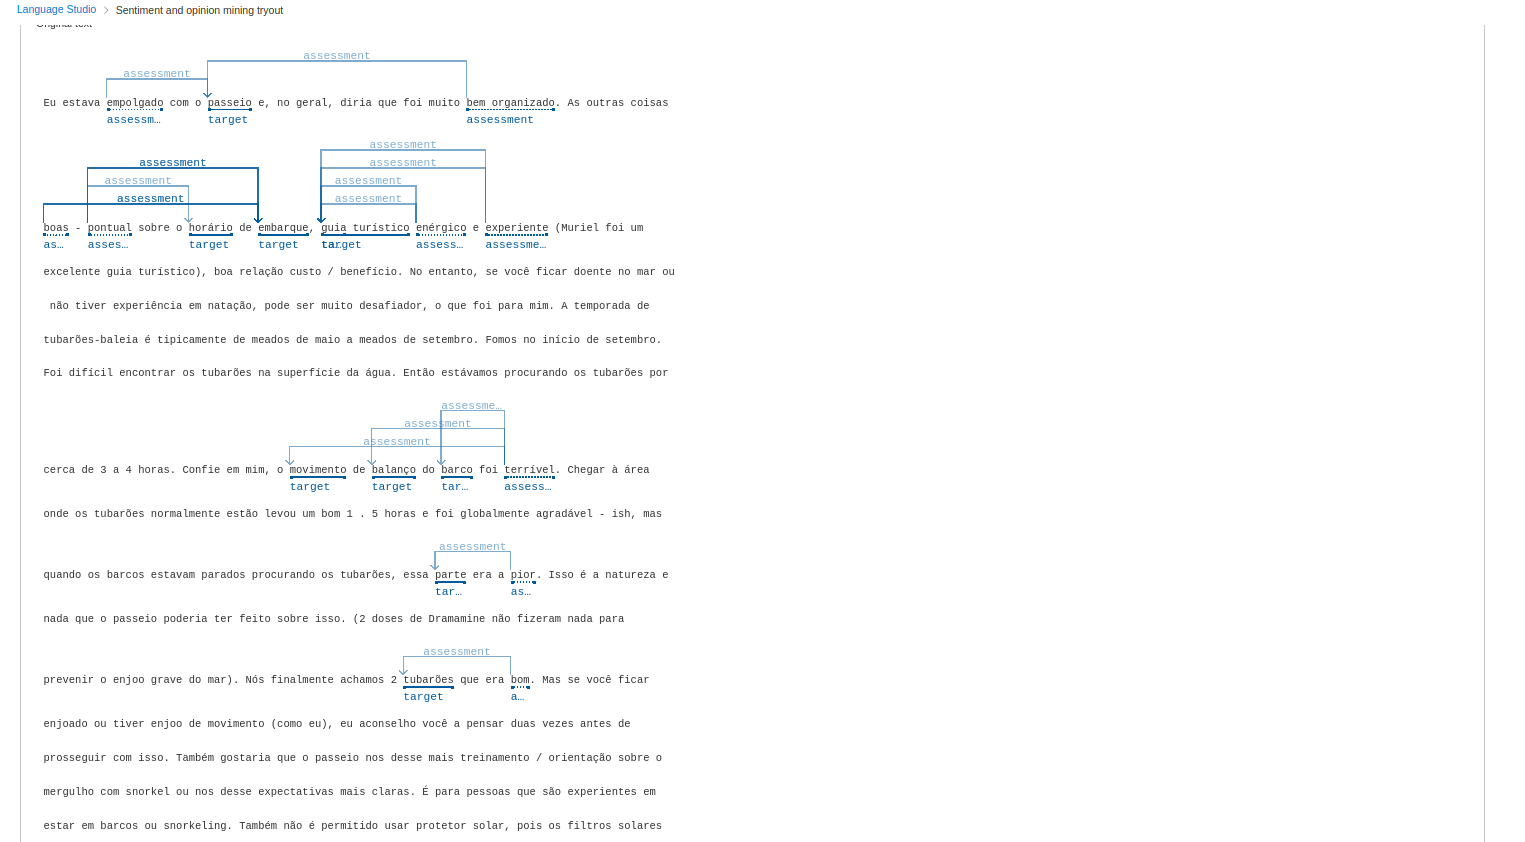 Language Studio > Sentiment and opinion mining tryout
Original text
assessment
assessment
Eu estava empolgado com o passeio e, no geral, diria que foi muito bem organizado. As outras coisas
assessm… target assessment
assessment
assessment assessment
assessment assessment
assessment assessment
boas - pontual sobre o horário de embarque, guia turístico enérgico e experiente (Muriel foi um
as… asses… target target target assess… assessme…
excelente guia turístico), boa relação custo / benefício. No entanto, se você ficar doente no mar ou
não tiver experiência em natação, pode ser muito desafiador, o que foi para mim. A temporada de
tubarões-baleia é tipicamente de meados de maio a meados de setembro. Fomos no início de setembro.
Foi difícil encontrar os tubarões na superfície da água. Então estávamos procurando os tubarões por
assessme…
assessment
assessment
cerca de 3 a 4 horas. Confie em mim, o movimento de balanço do barco foi terrível. Chegar à área
target target tar… assess…
onde os tubarões normalmente estão levou um bom 1 . 5 horas e foi globalmente agradável - ish, mas
assessment
quando os barcos estavam parados procurando os tubarões, essa parte era a pior. Isso é a natureza e
tar… as…
nada que o passeio poderia ter feito sobre isso. (2 doses de Dramamine não fizeram nada para
assessment
prevenir o enjoo grave do mar). Nós finalmente achamos 2 tubarões que era bom. Mas se você ficar
target a…
enjoado ou tiver enjoo de movimento (como eu), eu aconselho você a pensar duas vezes antes de
prosseguir com isso. Também gostaria que o passeio nos desse mais treinamento / orientação sobre o
mergulho com snorkel ou nos desse expectativas mais claras. É para pessoas que são experientes em
estar em barcos ou snorkeling. Também não é permitido usar protetor solar, pois os filtros solares